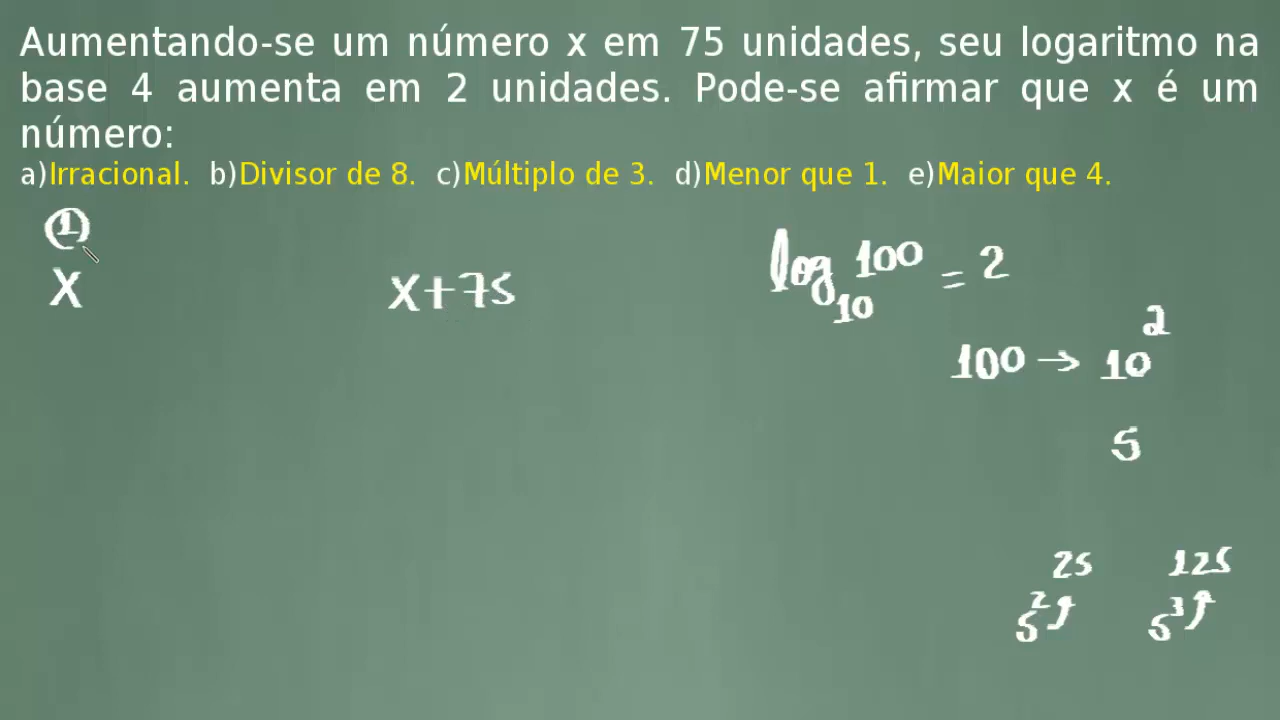 Aumentando-se um número x em 75 unidades, seu logaritmo na
base 4 aumenta em 2 unidades. Pode-se afirmar que x é um
número:
a)Irracional. b)Divisor de 8. c)Múltiplo de 3. d)Menor que 1. e)Maior que 4.
①
X x+75 log₁₀ 100 = 2
100 → 10²
5
25 125
5² 5³